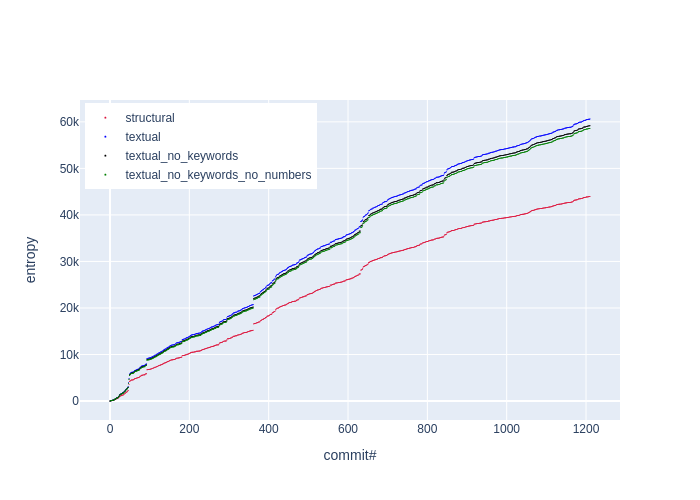 structural
textual
textual_no_keywords
textual_no_keywords_no_numbers
60k
50k
40k
30k
20k
10k
0
entropy
0 200 400 600 800 1000 1200
commit#